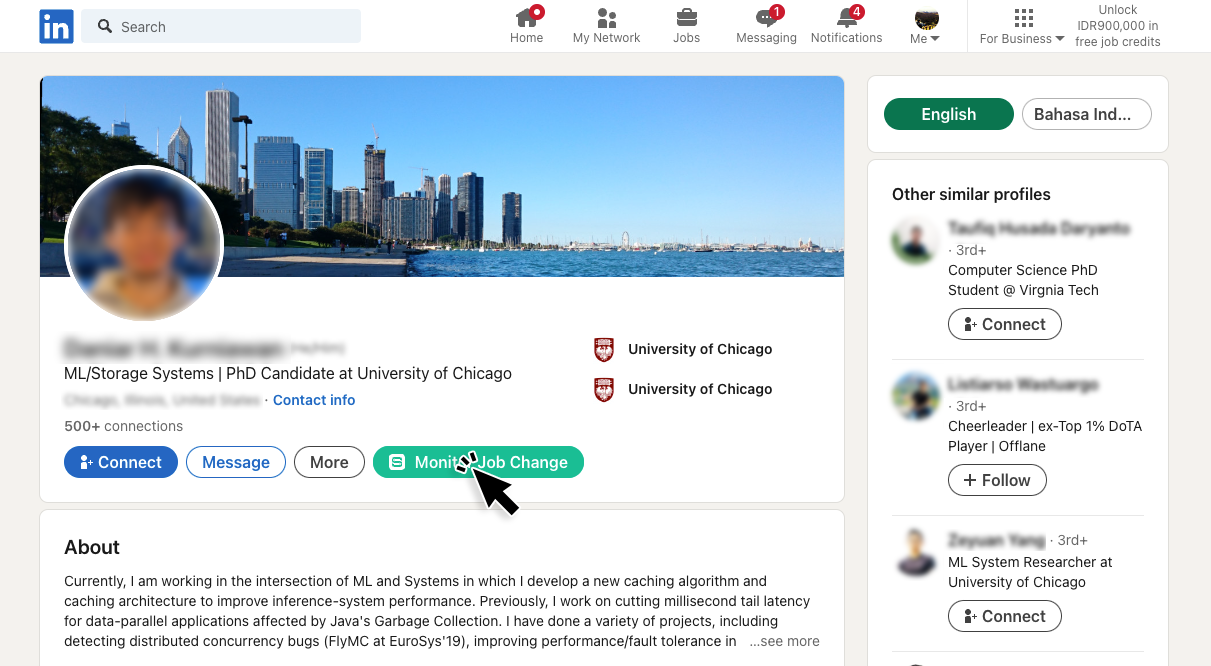 in
Search
Home
My Network
Jobs
1
Messaging
4
Notifications
Me
For Business
Unlock
IDR900,000 in
free job credits
English
Bahasa Ind...
University of Chicago
University of Chicago
ML/Storage Systems | PhD Candidate at University of Chicago
· Contact info
500+ connections
Connect
Message
More
Monit Job Change
About
Currently, I am working in the intersection of ML and Systems in which I develop a new caching algorithm and
caching architecture to improve inference-system performance. Previously, I work on cutting millisecond tail latency
for data-parallel applications affected by Java's Garbage Collection. I have done a variety of projects, including
detecting distributed concurrency bugs (FlyMC at EuroSys'19), improving performance/fault tolerance in ...see more
Other similar profiles
· 3rd+
Computer Science PhD
Student @ Virgnia Tech
Connect
· 3rd+
Cheerleader | ex-Top 1% DoTA
Player | Offlane
Follow
· 3rd+
ML System Researcher at
University of Chicago
Connect